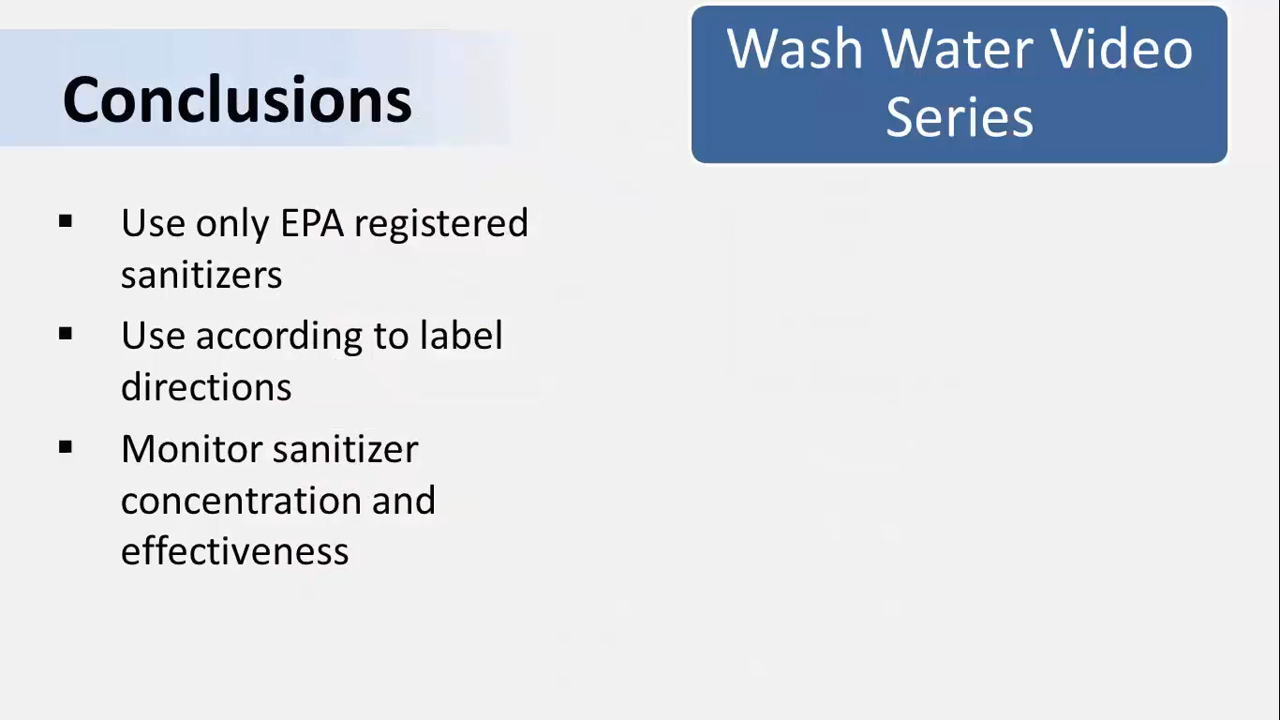 Conclusions
Wash Water Video
Series
▪ Use only EPA registered
sanitizers
▪ Use according to label
directions
▪ Monitor sanitizer
concentration and
effectiveness